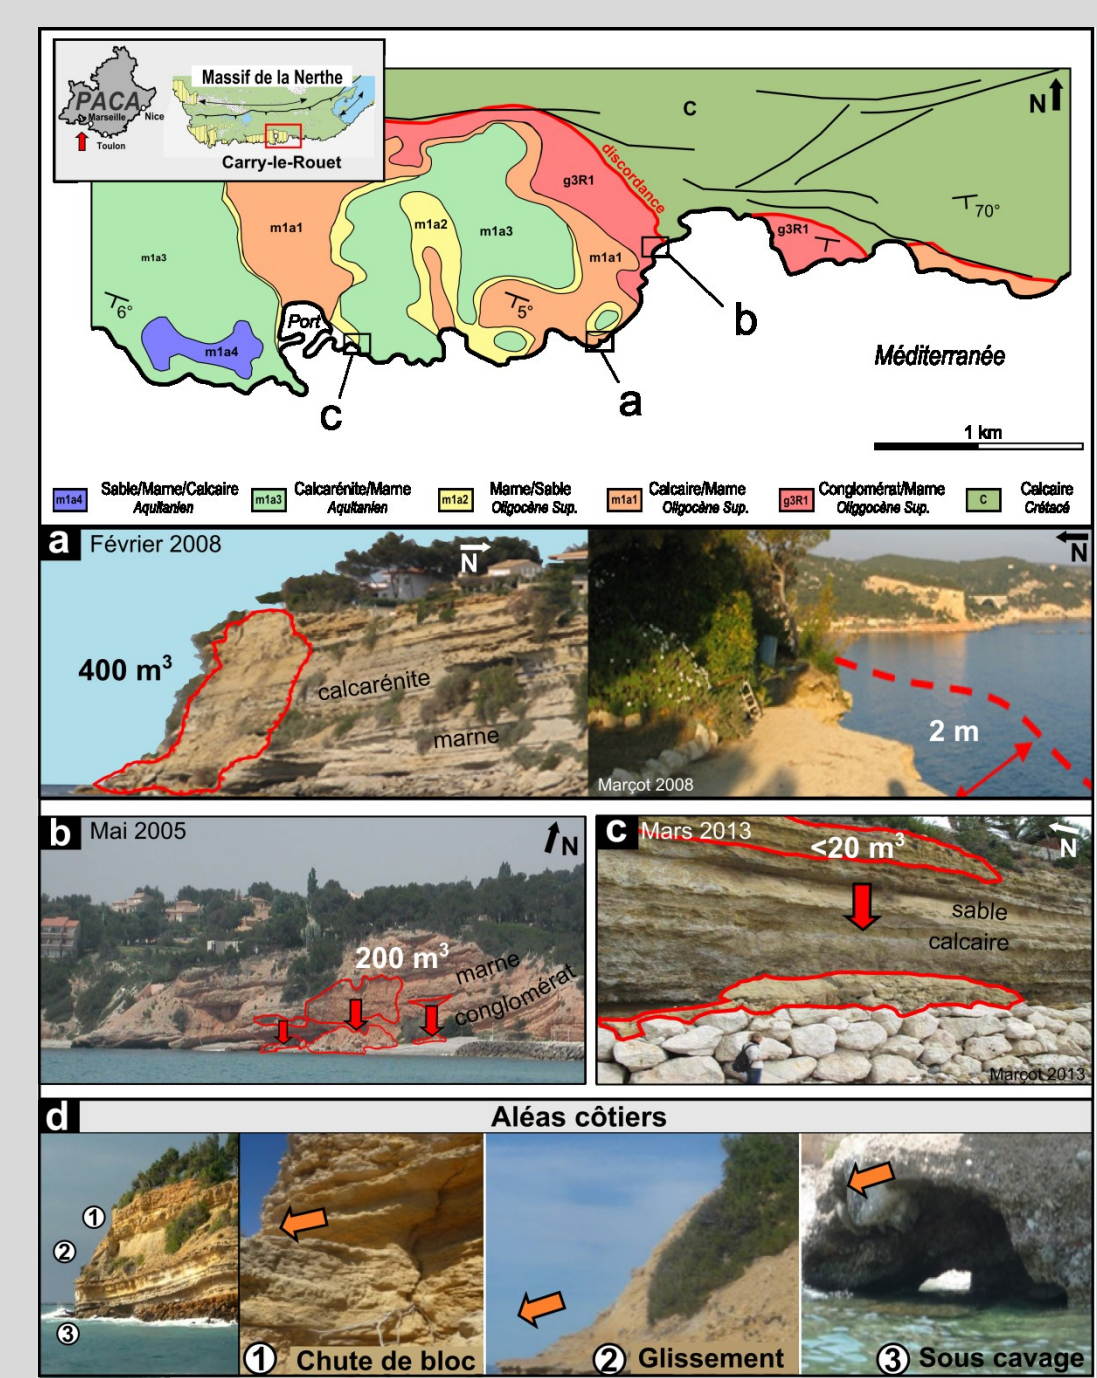 PACA
Marseille
Nice
Toulon
Massif de la Nerthe
Carry-le-Rouet
N
C
discordance
70°
g3R1
g3R1
m1a1
m1a2
m1a3
m1a1
m1a3
6°
5°
Port
m1a4
b
Méditerranée
a
c
1 km
m1a4 Sable/Marne/Calcaire
Aquitanien
m1a3 Calcarénite/Marne
Aquitanien
m1a2 Marne/Sable
Oligocène Sup.
m1a1 Calcaire/Marne
Oligocène Sup.
g3R1 Conglomérat/Marne
Oliggocène Sup.
C Calcaire
Crétacé
a Février 2008
N
400 m³
calcarénite
marne
N
2 m
Marçot 2008
b Mai 2005
N
200 m³
marne
conglomérat
c Mars 2013
N
<20 m³
sable
calcaire
Marçot 2013
d
Aléas côtiers
1
2
3
1 Chute de bloc
2 Glissement
3 Sous cavage